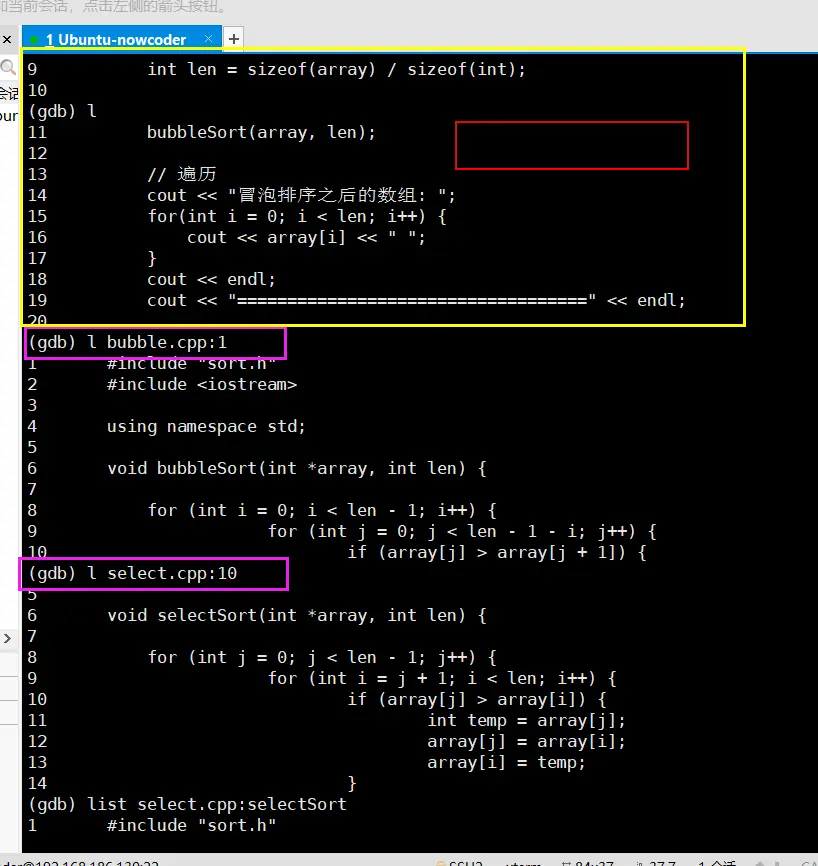 加当前会话，点击左侧的箭头按钮。
1 Ubuntu-nowcoder
9 int len = sizeof(array) / sizeof(int);
10
(gdb) l
11 bubbleSort(array, len);
12
13 // 遍历
14 cout << "冒泡排序之后的数组: ";
15 for(int i = 0; i < len; i++) {
16 cout << array[i] << " ";
17 }
18 cout << endl;
19 cout << "===================================" << endl;
20
(gdb) l bubble.cpp:1
1 #include "sort.h"
2 #include <iostream>
3
4 using namespace std;
5
6 void bubbleSort(int *array, int len) {
7
8 for (int i = 0; i < len - 1; i++) {
9 for (int j = 0; j < len - 1 - i; j++) {
10 if (array[j] > array[j + 1]) {
(gdb) l select.cpp:10
5
6 void selectSort(int *array, int len) {
7
8 for (int j = 0; j < len - 1; j++) {
9 for (int i = j + 1; i < len; i++) {
10 if (array[j] > array[i]) {
11 int temp = array[j];
12 array[j] = array[i];
13 array[i] = temp;
14 }
(gdb) list select.cpp:selectSort
1 #include "sort.h"